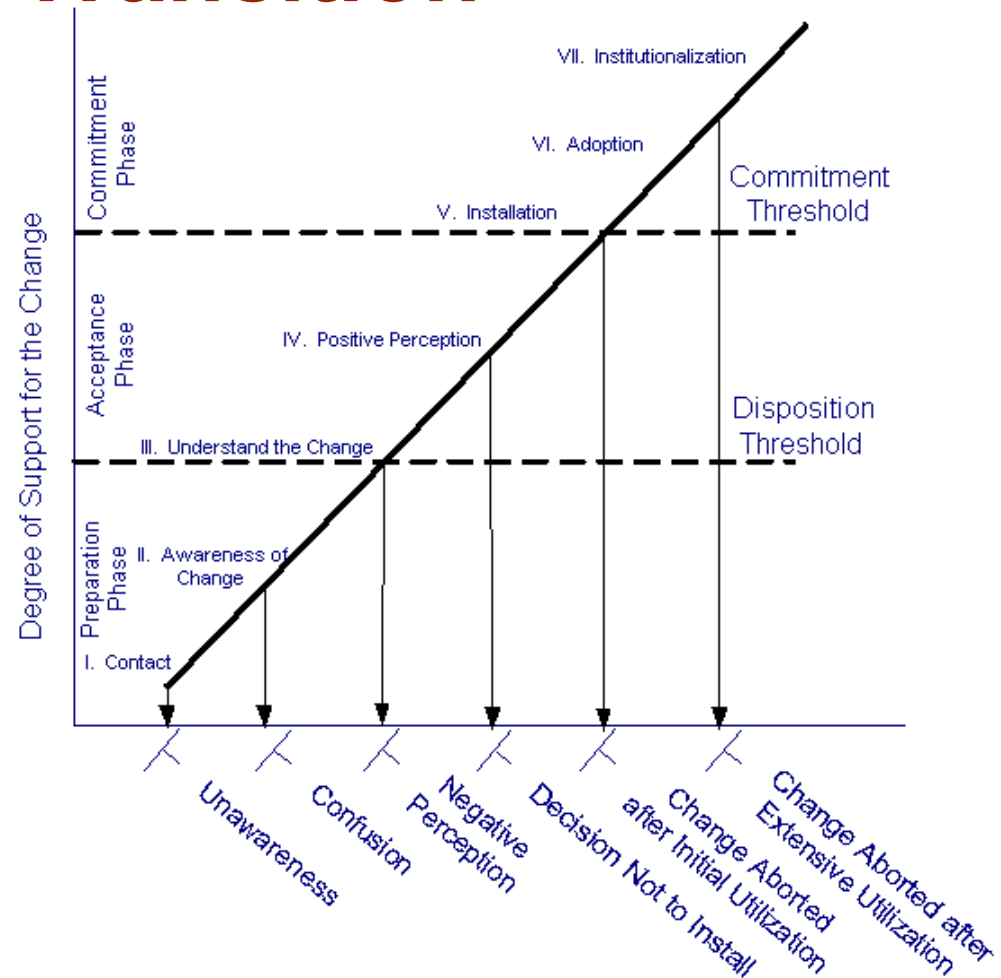 Transition
VII. Institutionalization
VI. Adoption
V. Installation
IV. Positive Perception
III. Understand the Change
II. Awareness of
Change
I. Contact
Commitment
Threshold
Disposition
Threshold
Degree of Support for the Change
Commitment
Phase
Acceptance
Phase
Preparation
Phase
Unawareness
Confusion
Negative
Perception
Decision Not to Install
Change Aborted
after Initial Utilization
Change Aborted after
Extensive Utilization